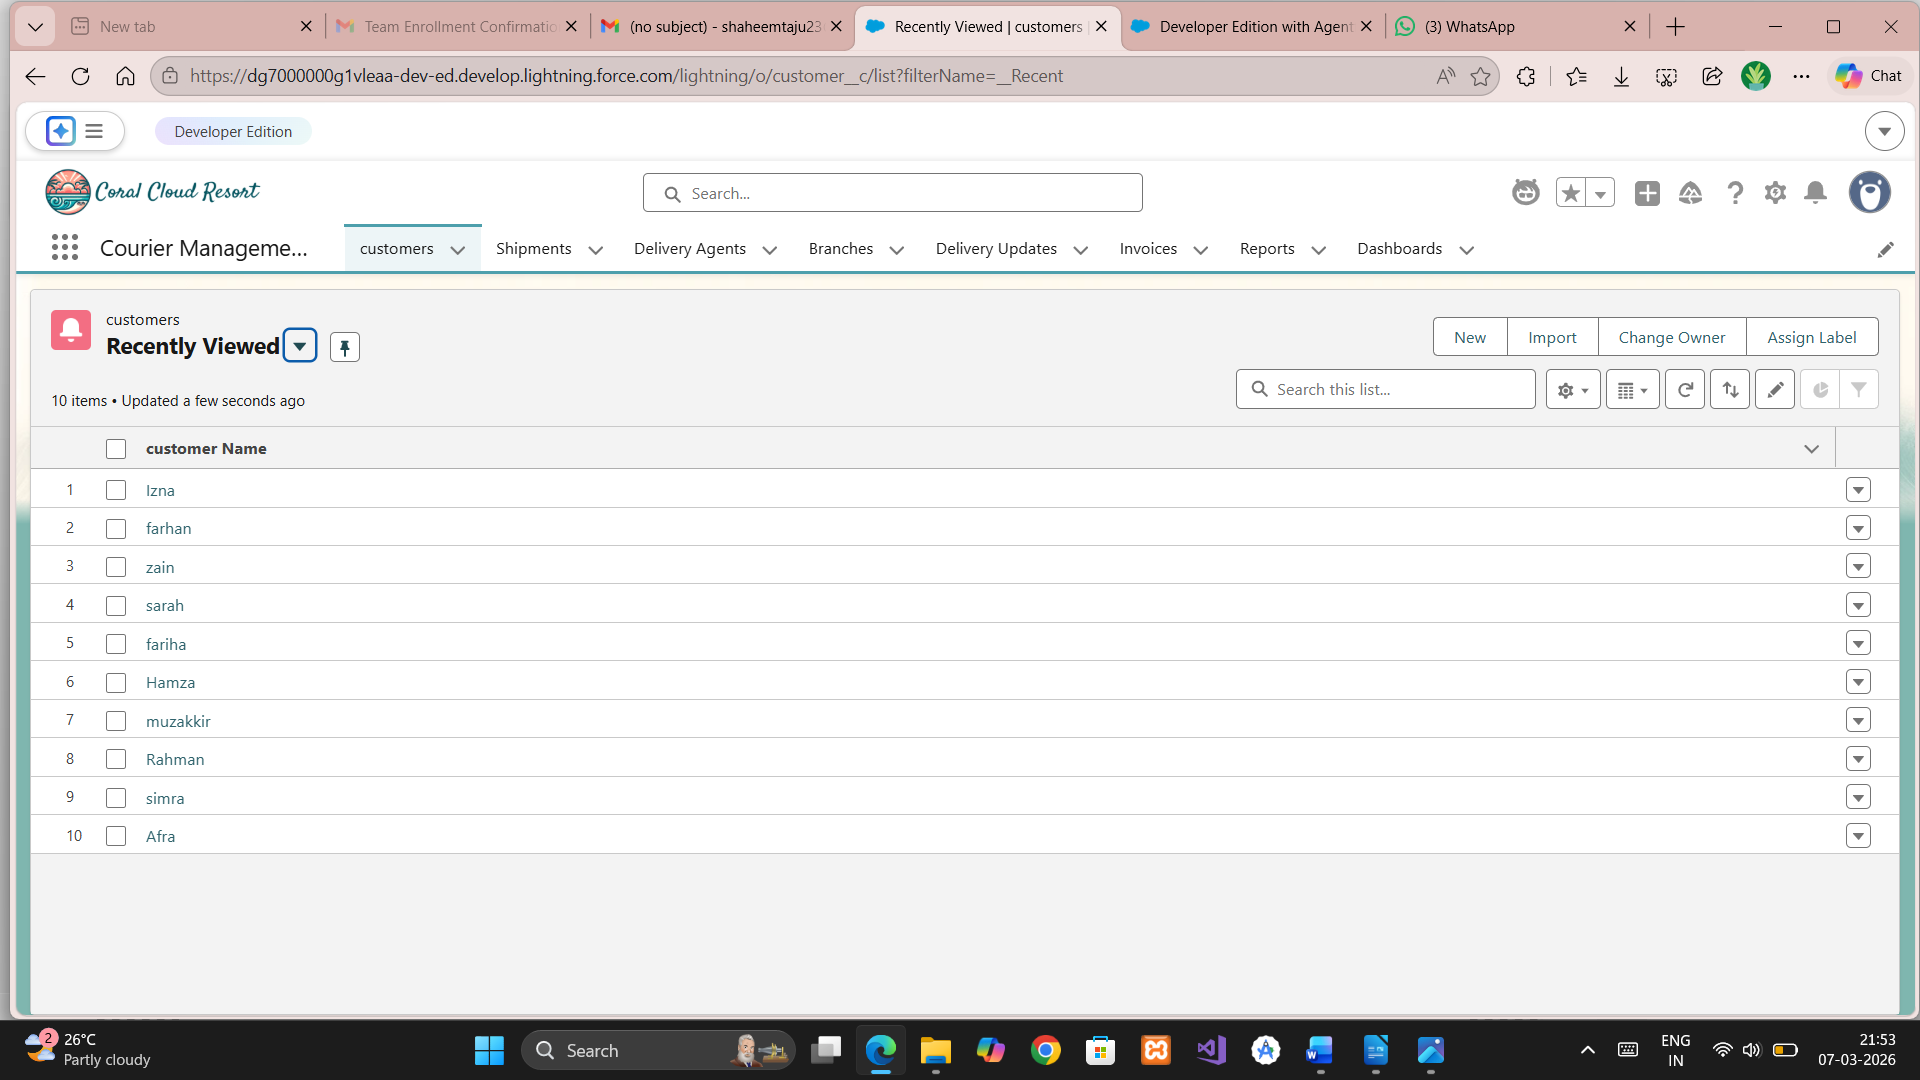 New tab
Team Enrollment Confirmatio
(no subject) - shaheemtaju23
Recently Viewed | customers
Developer Edition with Agent
(3) WhatsApp
https://dg7000000g1vleaa-dev-ed.develop.lightning.force.com/lightning/o/customer__c/list?filterName=__Recent
Chat
Developer Edition
Coral Cloud Resort
Search...
Courier Manageme...
customers
Shipments
Delivery Agents
Branches
Delivery Updates
Invoices
Reports
Dashboards
customers
Recently Viewed
New
Import
Change Owner
Assign Label
10 items • Updated a few seconds ago
Search this list...
customer Name
1 Izna
2 farhan
3 zain
4 sarah
5 fariha
6 Hamza
7 muzakkir
8 Rahman
9 simra
10 Afra
2
26°C
Partly cloudy
Search
ENG
IN
21:53
07-03-2026